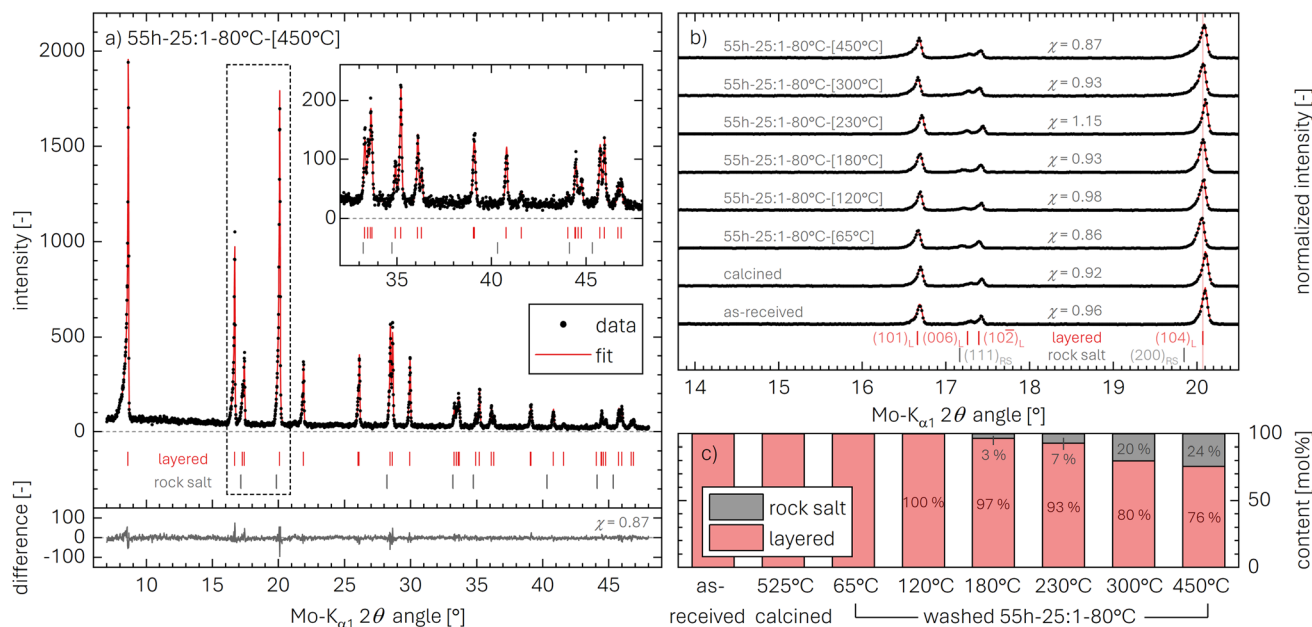 a) 55h-25:1-80°C-[450°C]
2000
1500
1000
500
0
intensity [-]
200
100
0
35
40
45
data
fit
layered
rock salt
100
0
-100
difference [-]
χ = 0.87
10
15
20
25
30
35
40
45
Mo-Kα1 2θ angle [°]
b)
55h-25:1-80°C-[450°C] χ = 0.87
55h-25:1-80°C-[300°C] χ = 0.93
55h-25:1-80°C-[230°C] χ = 1.15
55h-25:1-80°C-[180°C] χ = 0.93
55h-25:1-80°C-[120°C] χ = 0.98
55h-25:1-80°C-[65°C] χ = 0.86
calcined χ = 0.92
as-received χ = 0.96
(101)L (006)L (102̅)L layered (104)L
(111)RS rock salt (200)RS
normalized intensity [-]
14 15 16 17 18 19 20
Mo-Kα1 2θ angle [°]
c)
rock salt
layered
100 %
3 %
97 %
7 %
93 %
20 %
80 %
24 %
76 %
100
50
0
content [mol%]
as- 525°C 65°C 120°C 180°C 230°C 300°C 450°C
received calcined washed 55h-25:1-80°C